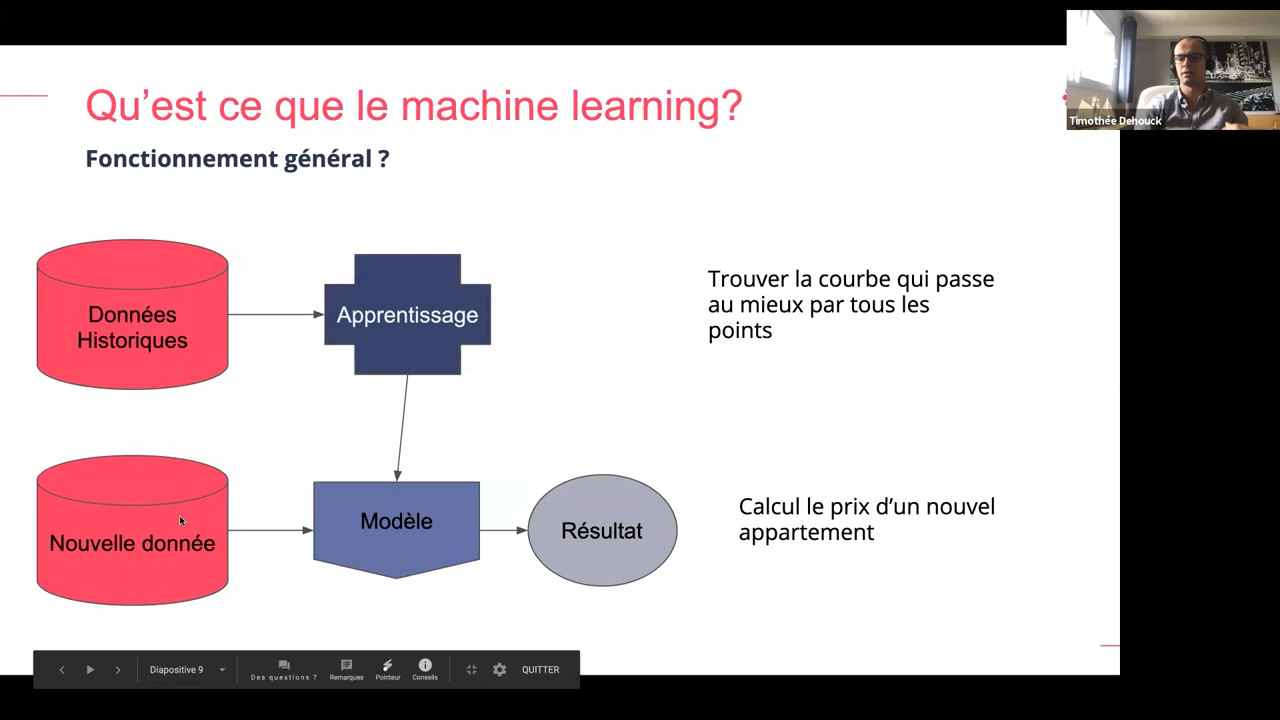 Qu’est ce que le machine learning?
Timothée Dehouck
Fonctionnement général ?
Données
Historiques
Apprentissage
Trouver la courbe qui passe
au mieux par tous les
points
Nouvelle donnée
Modèle
Résultat
Calcul le prix d’un nouvel
appartement
Diapositive 9
Des questions ?
Remarques
Pointeur
Conseils
QUITTER